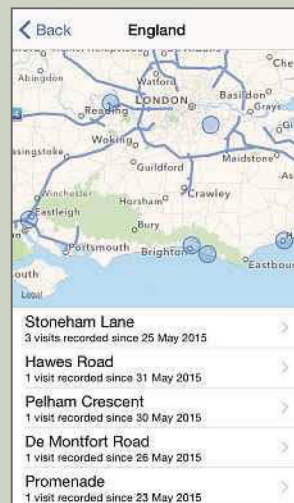 Back
England
Abingdon
Watford
LONDON
Basildon
Grays
Reading
Woking
Maidstone
Guildford
Winchester
Horsham
Crawley
Eastleigh
Bury
Portsmouth
Brighton
Legal
Stoneham Lane
3 visits recorded since 25 May 2015
Hawes Road
1 visit recorded since 31 May 2015
Pelham Crescent
1 visit recorded since 30 May 2015
De Montfort Road
1 visit recorded since 26 May 2015
Promenade
1 visit recorded since 23 May 2015